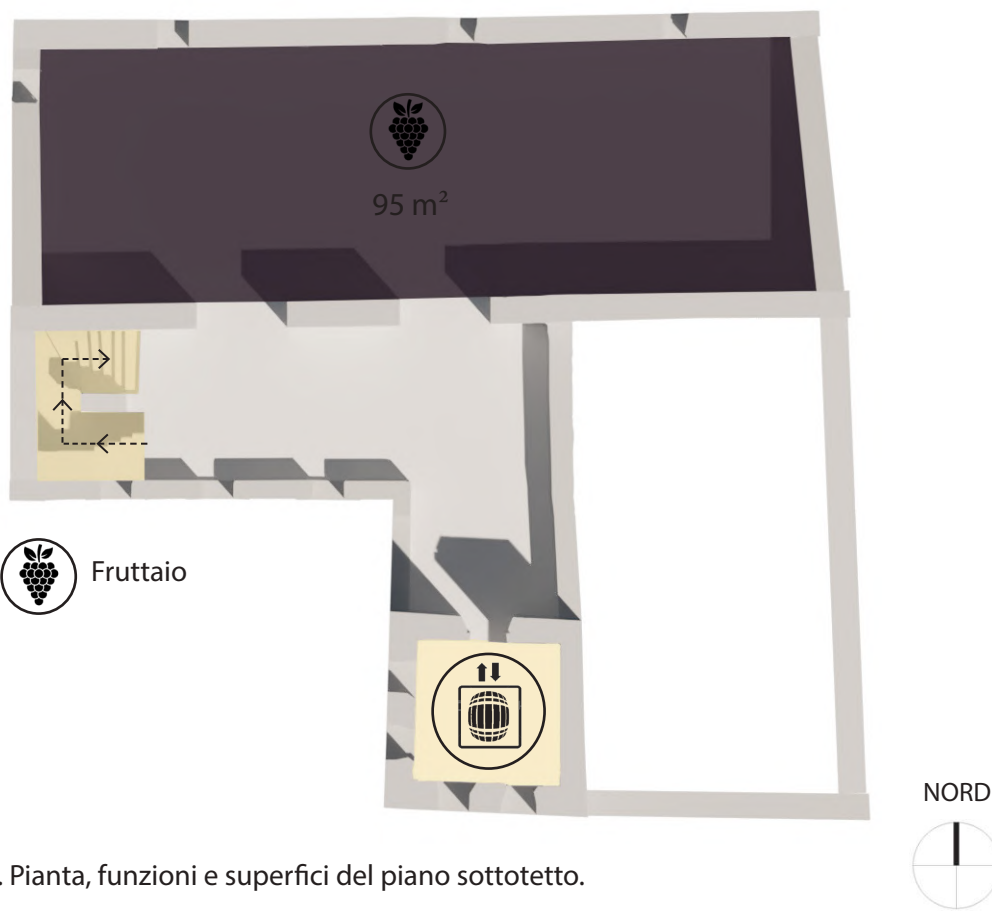 95 m²
Fruttaio
NORD
. Pianta, funzioni e superfici del piano sottotetto.